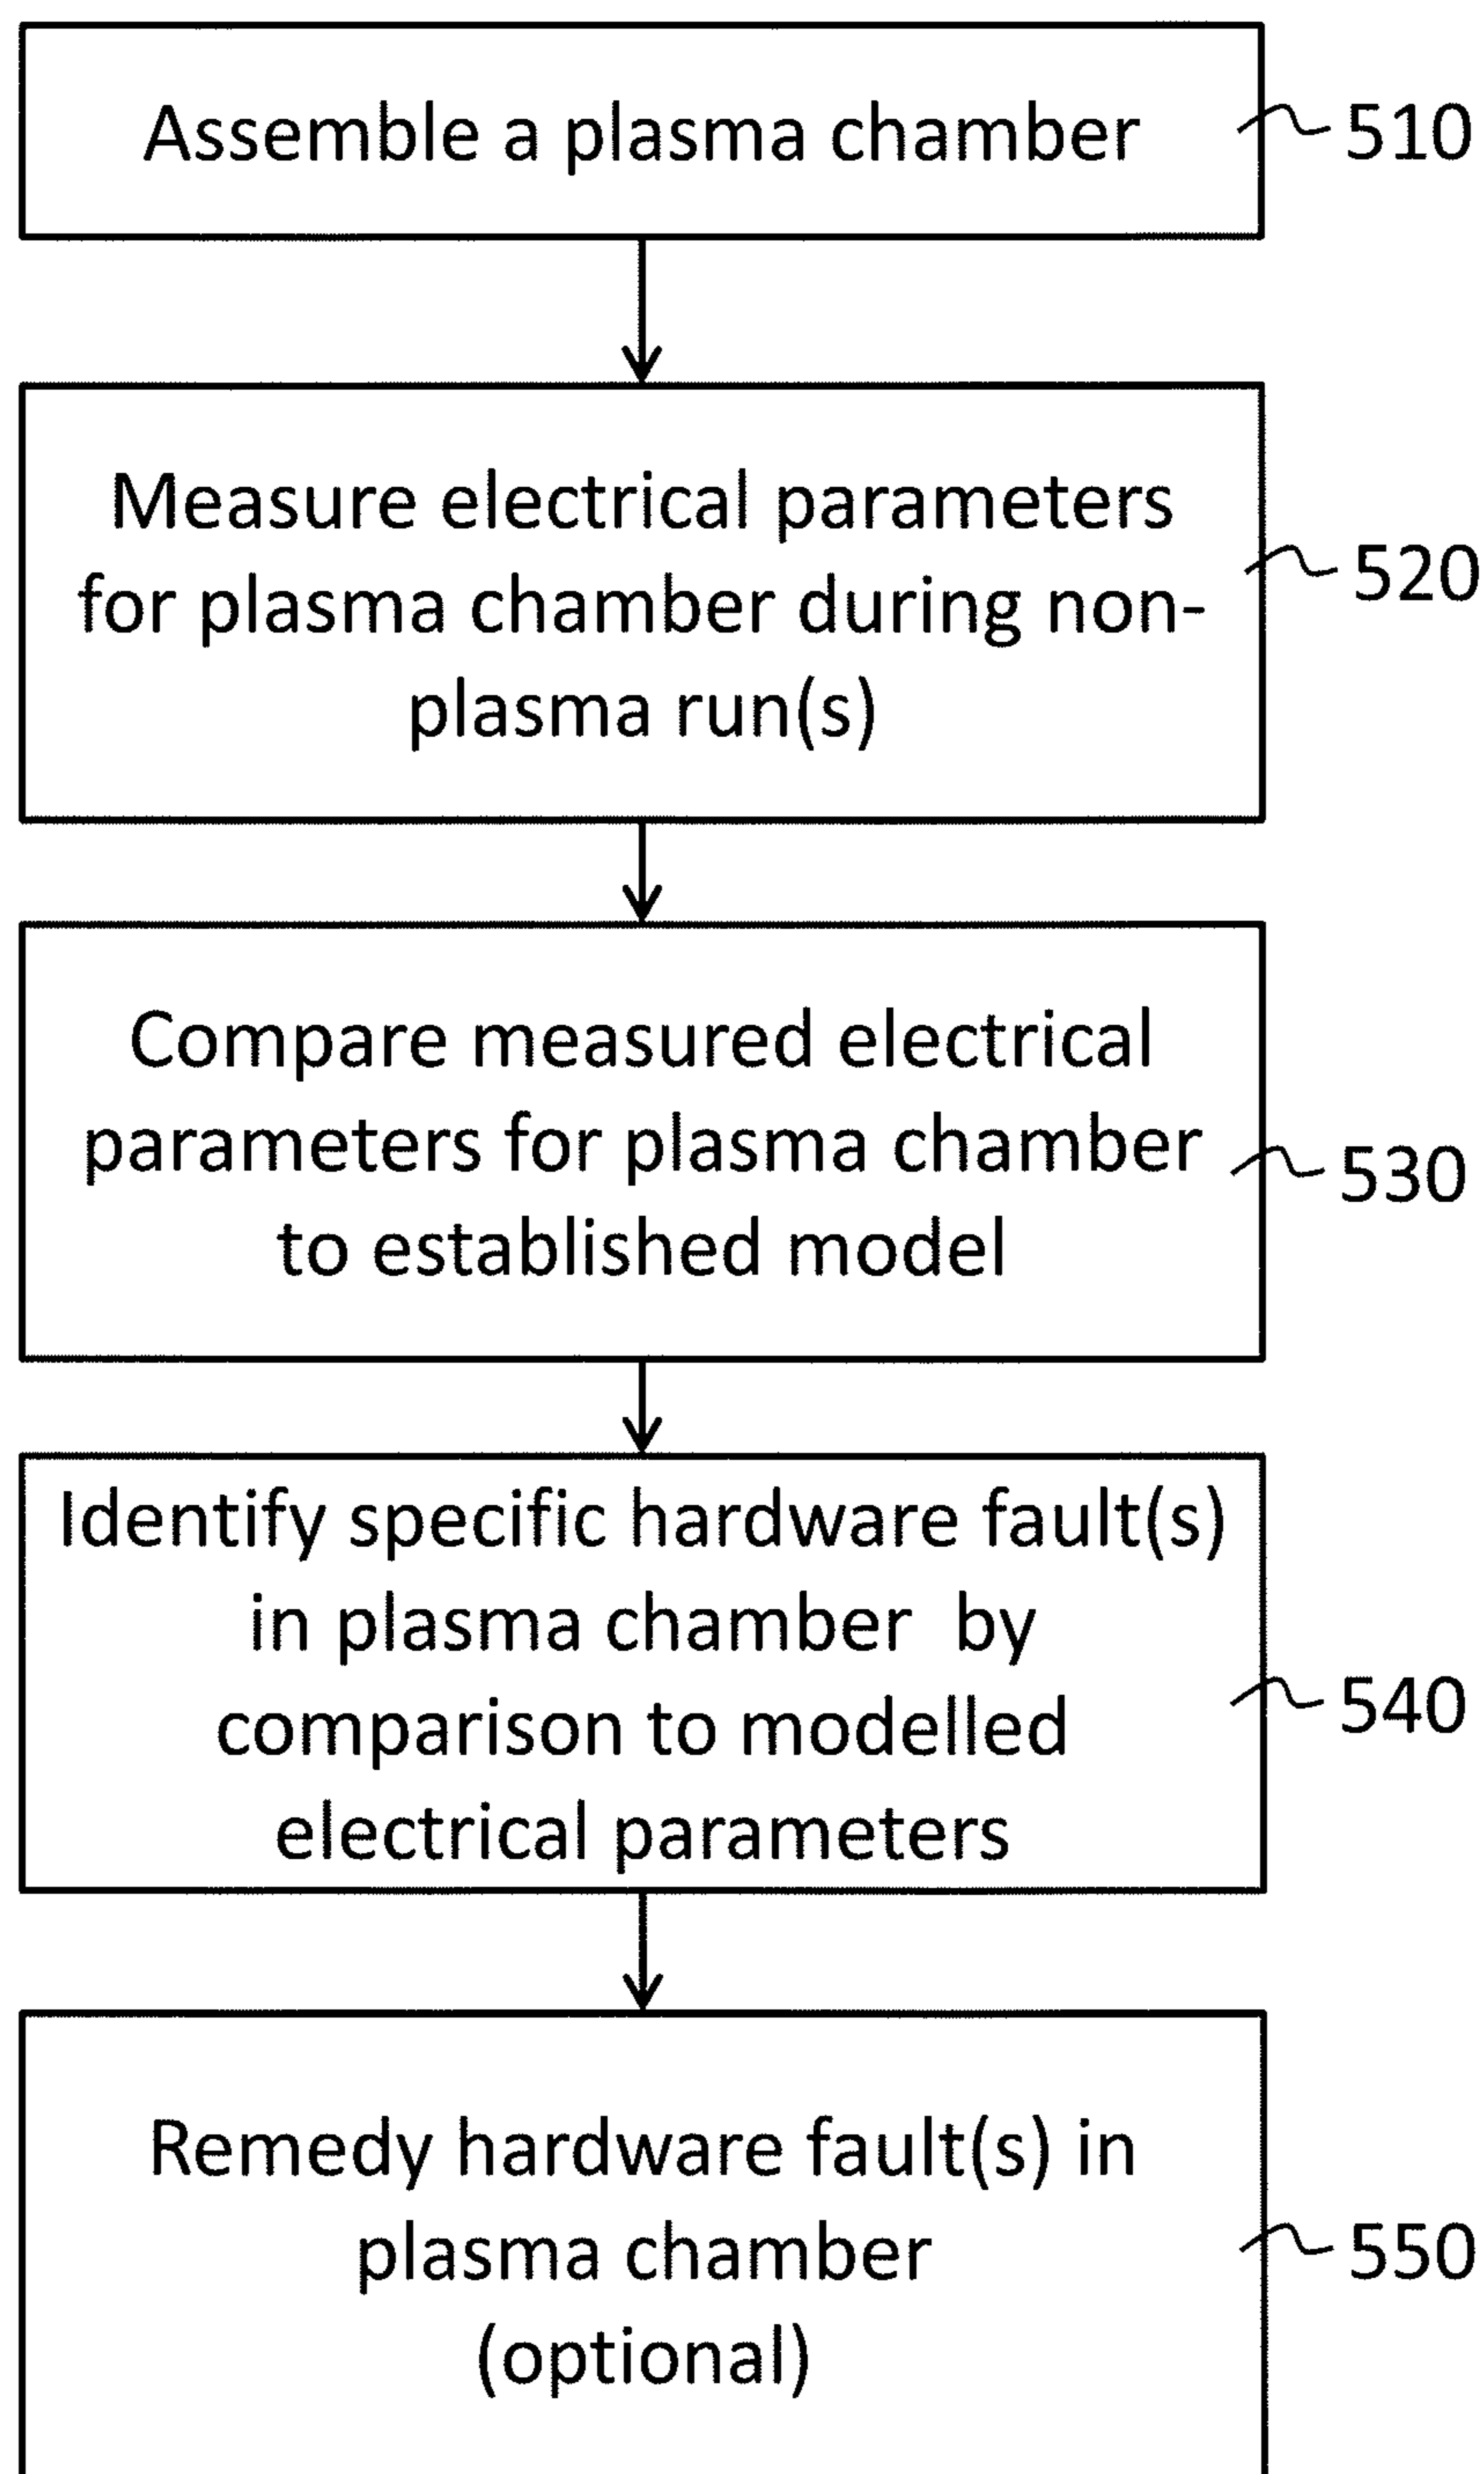 Assemble a plasma chamber
510
Measure electrical parameters
for plasma chamber during non-
plasma run(s)
520
Compare measured electrical
parameters for plasma chamber
to established model
530
Identify specific hardware fault(s)
in plasma chamber  by
comparison to modelled
electrical parameters
540
Remedy hardware fault(s) in
plasma chamber
(optional)
550